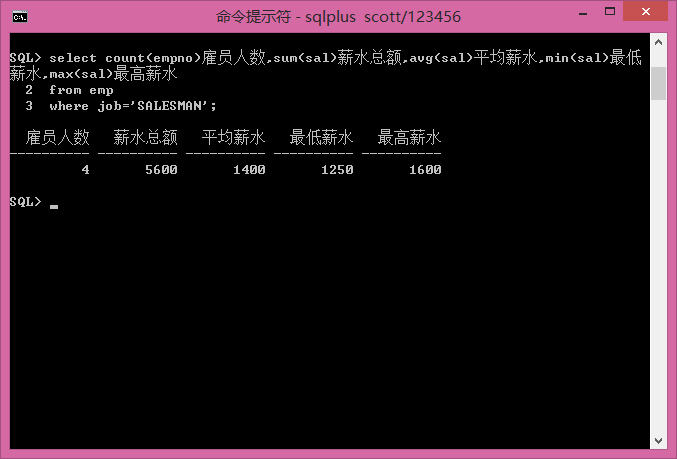 命令提示符 - sqlplus  scott/123456
SQL> select count(empno)雇员人数,sum(sal)薪水总额,avg(sal)平均薪水,min(sal)最低
薪水,max(sal)最高薪水
  2  from emp
  3  where job='SALESMAN';
  雇员人数   薪水总额   平均薪水   最低薪水   最高薪水
---------- ---------- ---------- ---------- ----------
         4       5600       1400       1250       1600
SQL> _